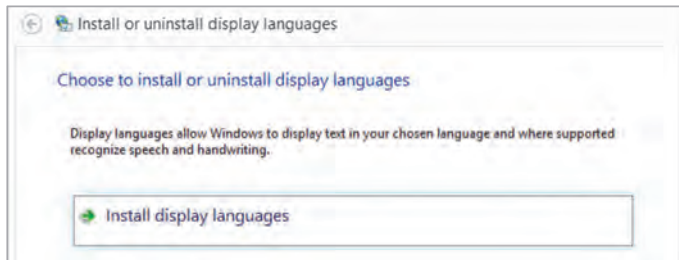 Install or uninstall display languages
Choose to install or uninstall display languages
Display languages allow Windows to display text in your chosen language and where supported
recognize speech and handwriting.
Install display languages